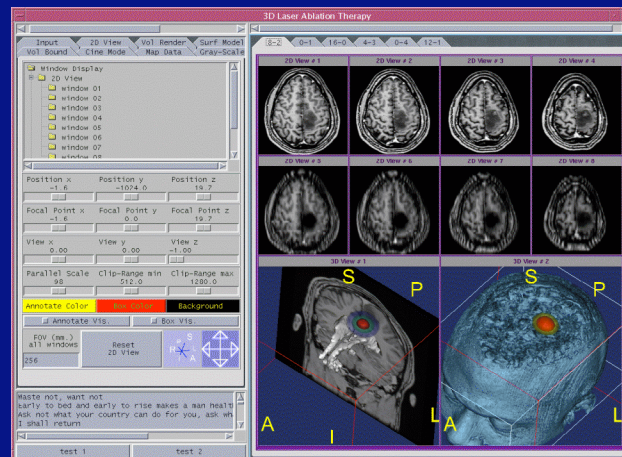 3D Laser Ablation Therapy
Input 2D View Vol Render Surf Model
Vol Bound Cine Mode Map Data Gray-Scale
8-2 0-1 16-0 4-3 0-4 12-1
Window Display
2D View
window 01
window 02
window 03
window 04
window 05
window 06
window 07
window 08
Position x Position y Position z
-1.6 -1024.0 19.7
Focal Point x Focal Point y Focal Point z
-1.6 0.0 19.7
View x View y View z
0.00 0.00 -1.00
Parallel Scale Clip-Range min Clip-Range max
98 512.0 1280.0
Annotate Color Box Color Background
Annotate Vis. Box Vis.
FOV (mm.)
all windows
256
Reset
2D View
S
A
Waste not, want not
Early to bed and early to rise makes a man healt
Ask not what your country can do for you, ask wh
I shall return
test 1 test 2
2D View # 1 2D View # 2 2D View # 3 2D View # 4
2D View # 5 2D View # 6 2D View # 7 2D View # 8
3D View # 1 3D View # 2
S P S P
A I L A L